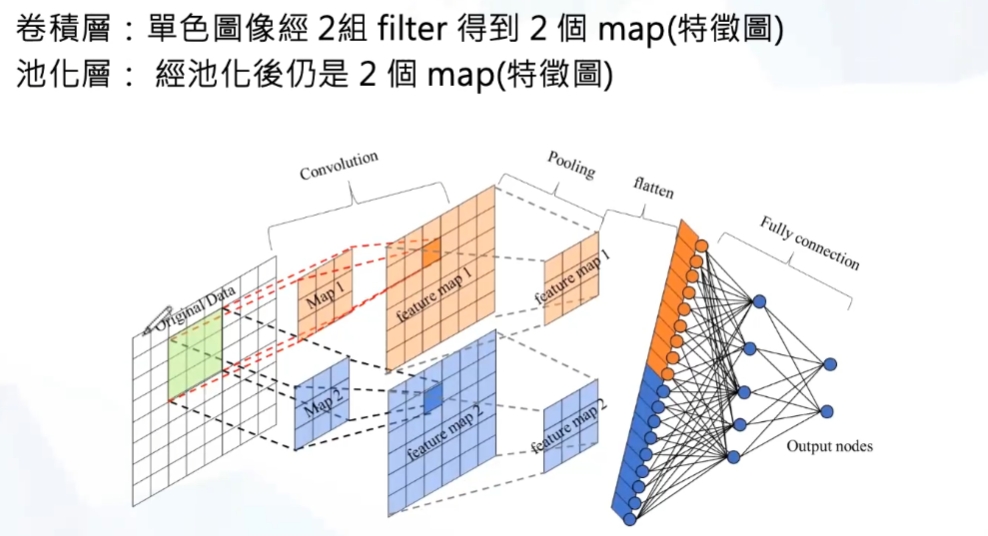 卷積層：單色圖像經 2組 filter 得到 2 個 map(特徵圖)
池化層： 經池化後仍是 2 個 map(特徵圖)
Convolution
Pooling
flatten
Fully connection
Original Data
Map 1
feature map 1
feature map 1
Map 2
feature map 2
feature map 2
Output nodes